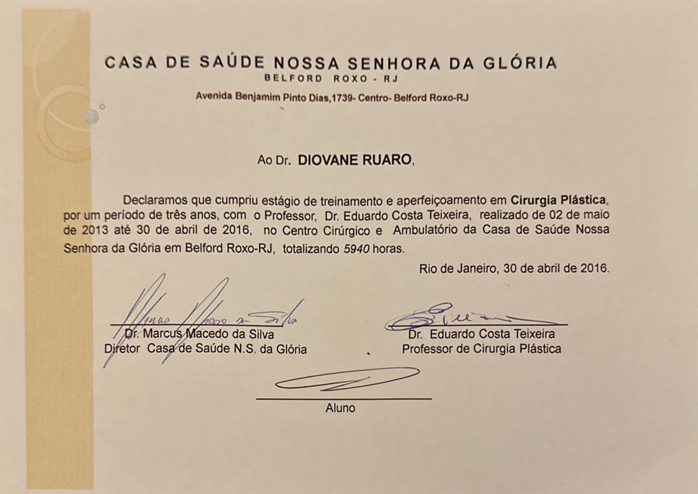 CASA DE SAÚDE NOSSA SENHORA DA GLÓRIA
BELFORD ROXO - RJ
Avenida Benjamim Pinto Dias,1739- Centro- Belford Roxo-RJ
Ao Dr. DIOVANE RUARO,
Declaramos que cumpriu estágio de treinamento e aperfeiçoamento em Cirurgia Plástica,
por um período de três anos, com o Professor, Dr. Eduardo Costa Teixeira, realizado de 02 de maio
de 2013 até 30 de abril de 2016, no Centro Cirúrgico e Ambulatório da Casa de Saúde Nossa
Senhora da Glória em Belford Roxo-RJ, totalizando 5940 horas.
Rio de Janeiro, 30 de abril de 2016.
Dr. Marcus Macedo da Silva
Diretor Casa de Saúde N.S. da Glória
Dr. Eduardo Costa Teixeira
Professor de Cirurgia Plástica
Aluno